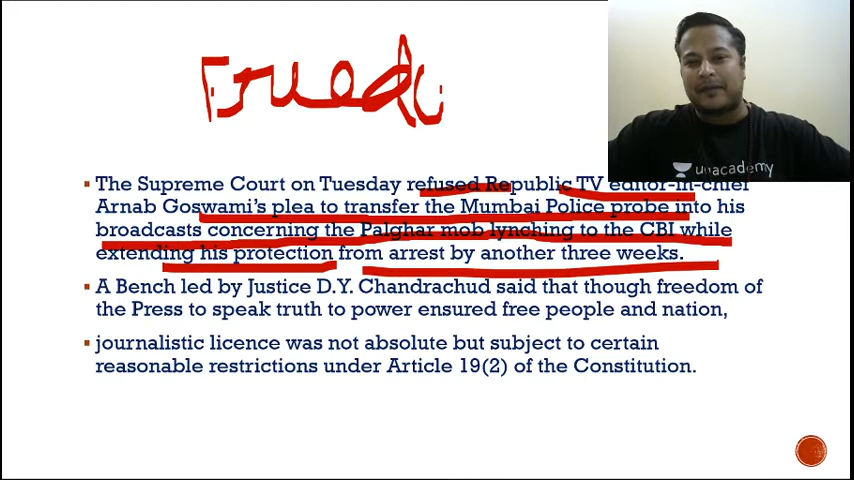 Freedo
unacademy
The Supreme Court on Tuesday refused Republic TV editor-in-chief
Arnab Goswami's plea to transfer the Mumbai Police probe into his
broadcasts concerning the Palghar mob lynching to the CBI while
extending his protection from arrest by another three weeks.
A Bench led by Justice D.Y. Chandrachud said that though freedom of
the Press to speak truth to power ensured free people and nation,
journalistic licence was not absolute but subject to certain
reasonable restrictions under Article 19(2) of the Constitution.